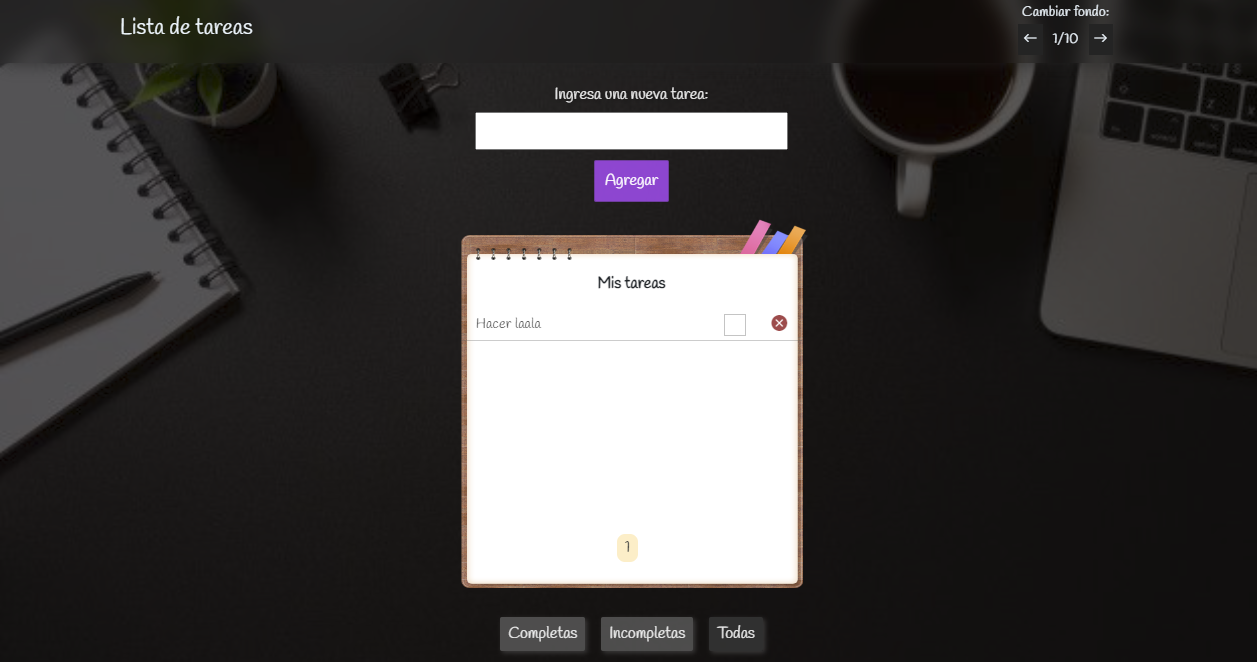 Lista de tareas
Cambiar fondo:
← 1/10 →
Ingresa una nueva tarea:
Agregar
Mis tareas
Hacer laala
1
Completas Incompletas Todas